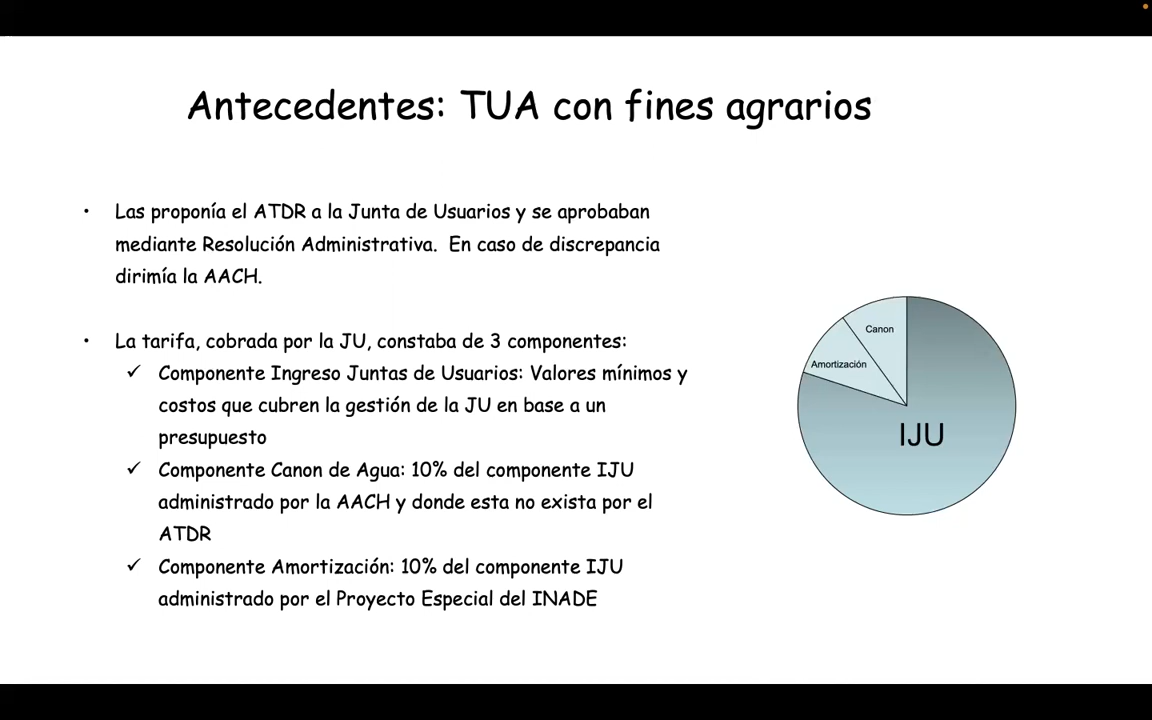 Antecedentes: TUA con fines agrarios
• Las proponía el ATDR a la Junta de Usuarios y se aprobaban
mediante Resolución Administrativa. En caso de discrepancia
dirimía la AACH.
• La tarifa, cobrada por la JU, constaba de 3 componentes:
✓ Componente Ingreso Juntas de Usuarios: Valores mínimos y
costos que cubren la gestión de la JU en base a un
presupuesto
✓ Componente Canon de Agua: 10% del componente IJU
administrado por la AACH y donde esta no exista por el
ATDR
✓ Componente Amortización: 10% del componente IJU
administrado por el Proyecto Especial del INADE
Canon
Amortización
IJU